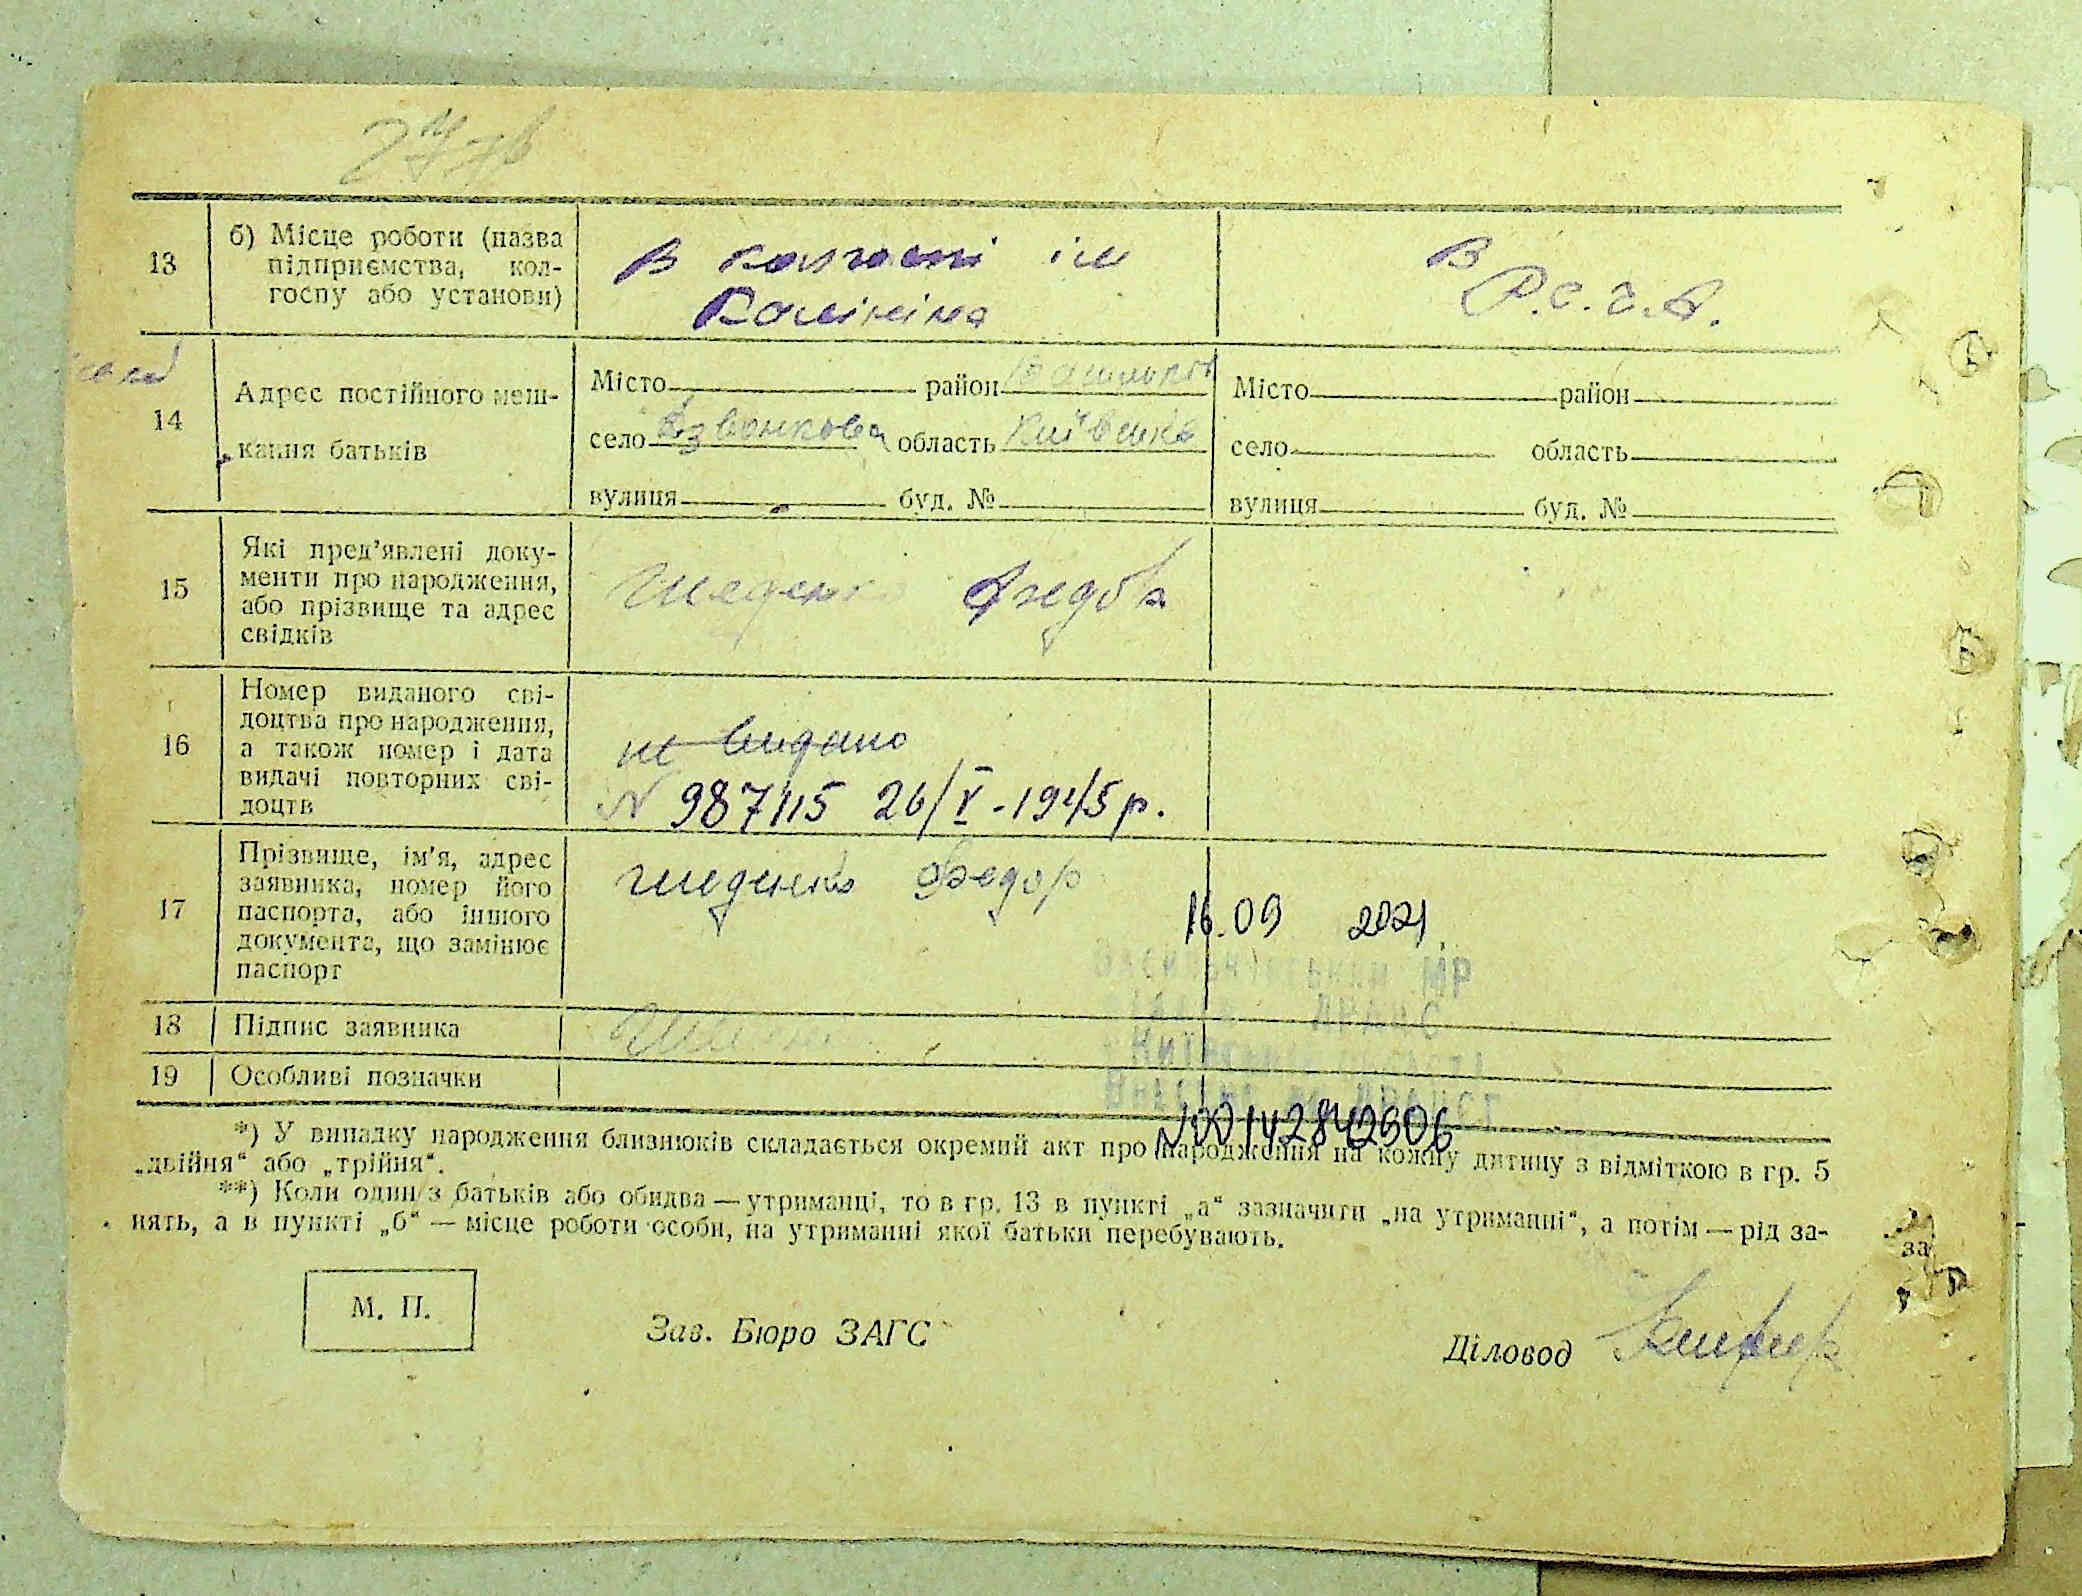 13
б) Місце роботи (назва
підприємства, кол-
госпу або установи)
В колгоспі ім
Калініна
В
Р.С.Ч.А.
14
Адрес постійного меш-
кання батьків
Місто район
село Дзвонкова область Київська
вулиця буд. №
Місто район
село область
вулиця буд. №
15
Які пред'явлені доку-
менти про народження,
або прізвище та адрес
свідків
Федор
16
Номер виданого сві-
доцтва про народження,
а також номер і дата
видачі повторних сві-
доцтв
не видано
N 987115 26/V-1945р.
17
Прізвище, ім'я, адрес
заявника, номер його
паспорта, або іншого
документа, що замінює
паспорт
Федор
16.09 2021
МР
18
Підпис заявника
19
Особливі позначки
N00142842606
*) У випадку народження близнюків складається окремий акт про народження на кожну дитину з відміткою в гр. 5
„двійня“ або „трійня“.
**) Коли один з батьків або обидва — утриманці, то в гр. 13 в пункті „а“ зазначити „на утриманні“, а потім — рід за-
нять, а в пункті „б“ — місце роботи особи, на утриманні якої батьки перебувають.
за
М. П.
Зав. Бюро ЗАГС
Діловод